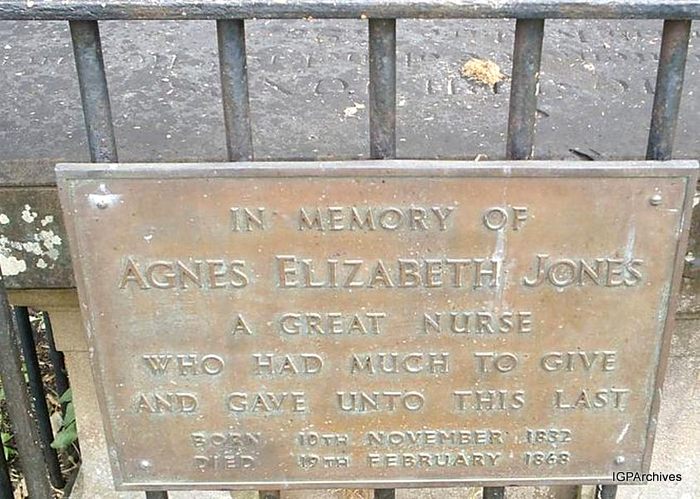 IN MEMORY OF
AGNES ELIZABETH JONES
A GREAT NURSE
WHO HAD MUCH TO GIVE
AND GAVE UNTO THIS LAST
BORN 10TH NOVEMBER 1832
DIED 19TH FEBRUARY 1868
IGPArchives